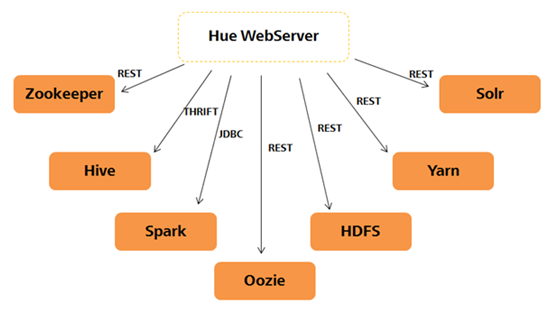 Hue WebServer
REST
REST
Zookeeper
Solr
THRIFT
REST
JDBC
REST
REST
Hive
Yarn
Spark
HDFS
Oozie